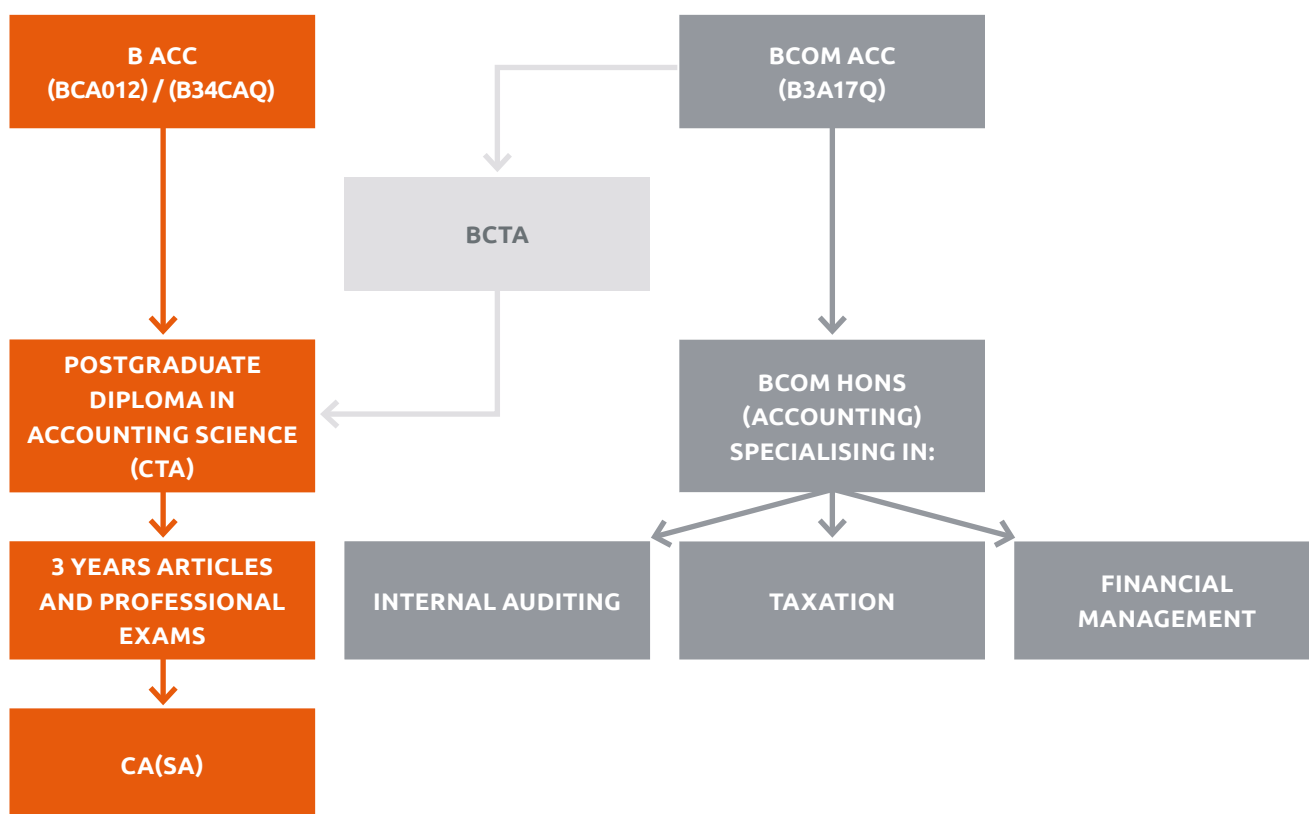 B ACC
(BCA012) / (B34CAQ)
BCOM ACC
(B3A17Q)
BCTA
POSTGRADUATE
DIPLOMA IN
ACCOUNTING SCIENCE
(CTA)
BCOM HONS
(ACCOUNTING)
SPECIALISING IN:
3 YEARS ARTICLES
AND PROFESSIONAL
EXAMS
INTERNAL AUDITING
TAXATION
FINANCIAL
MANAGEMENT
CA(SA)